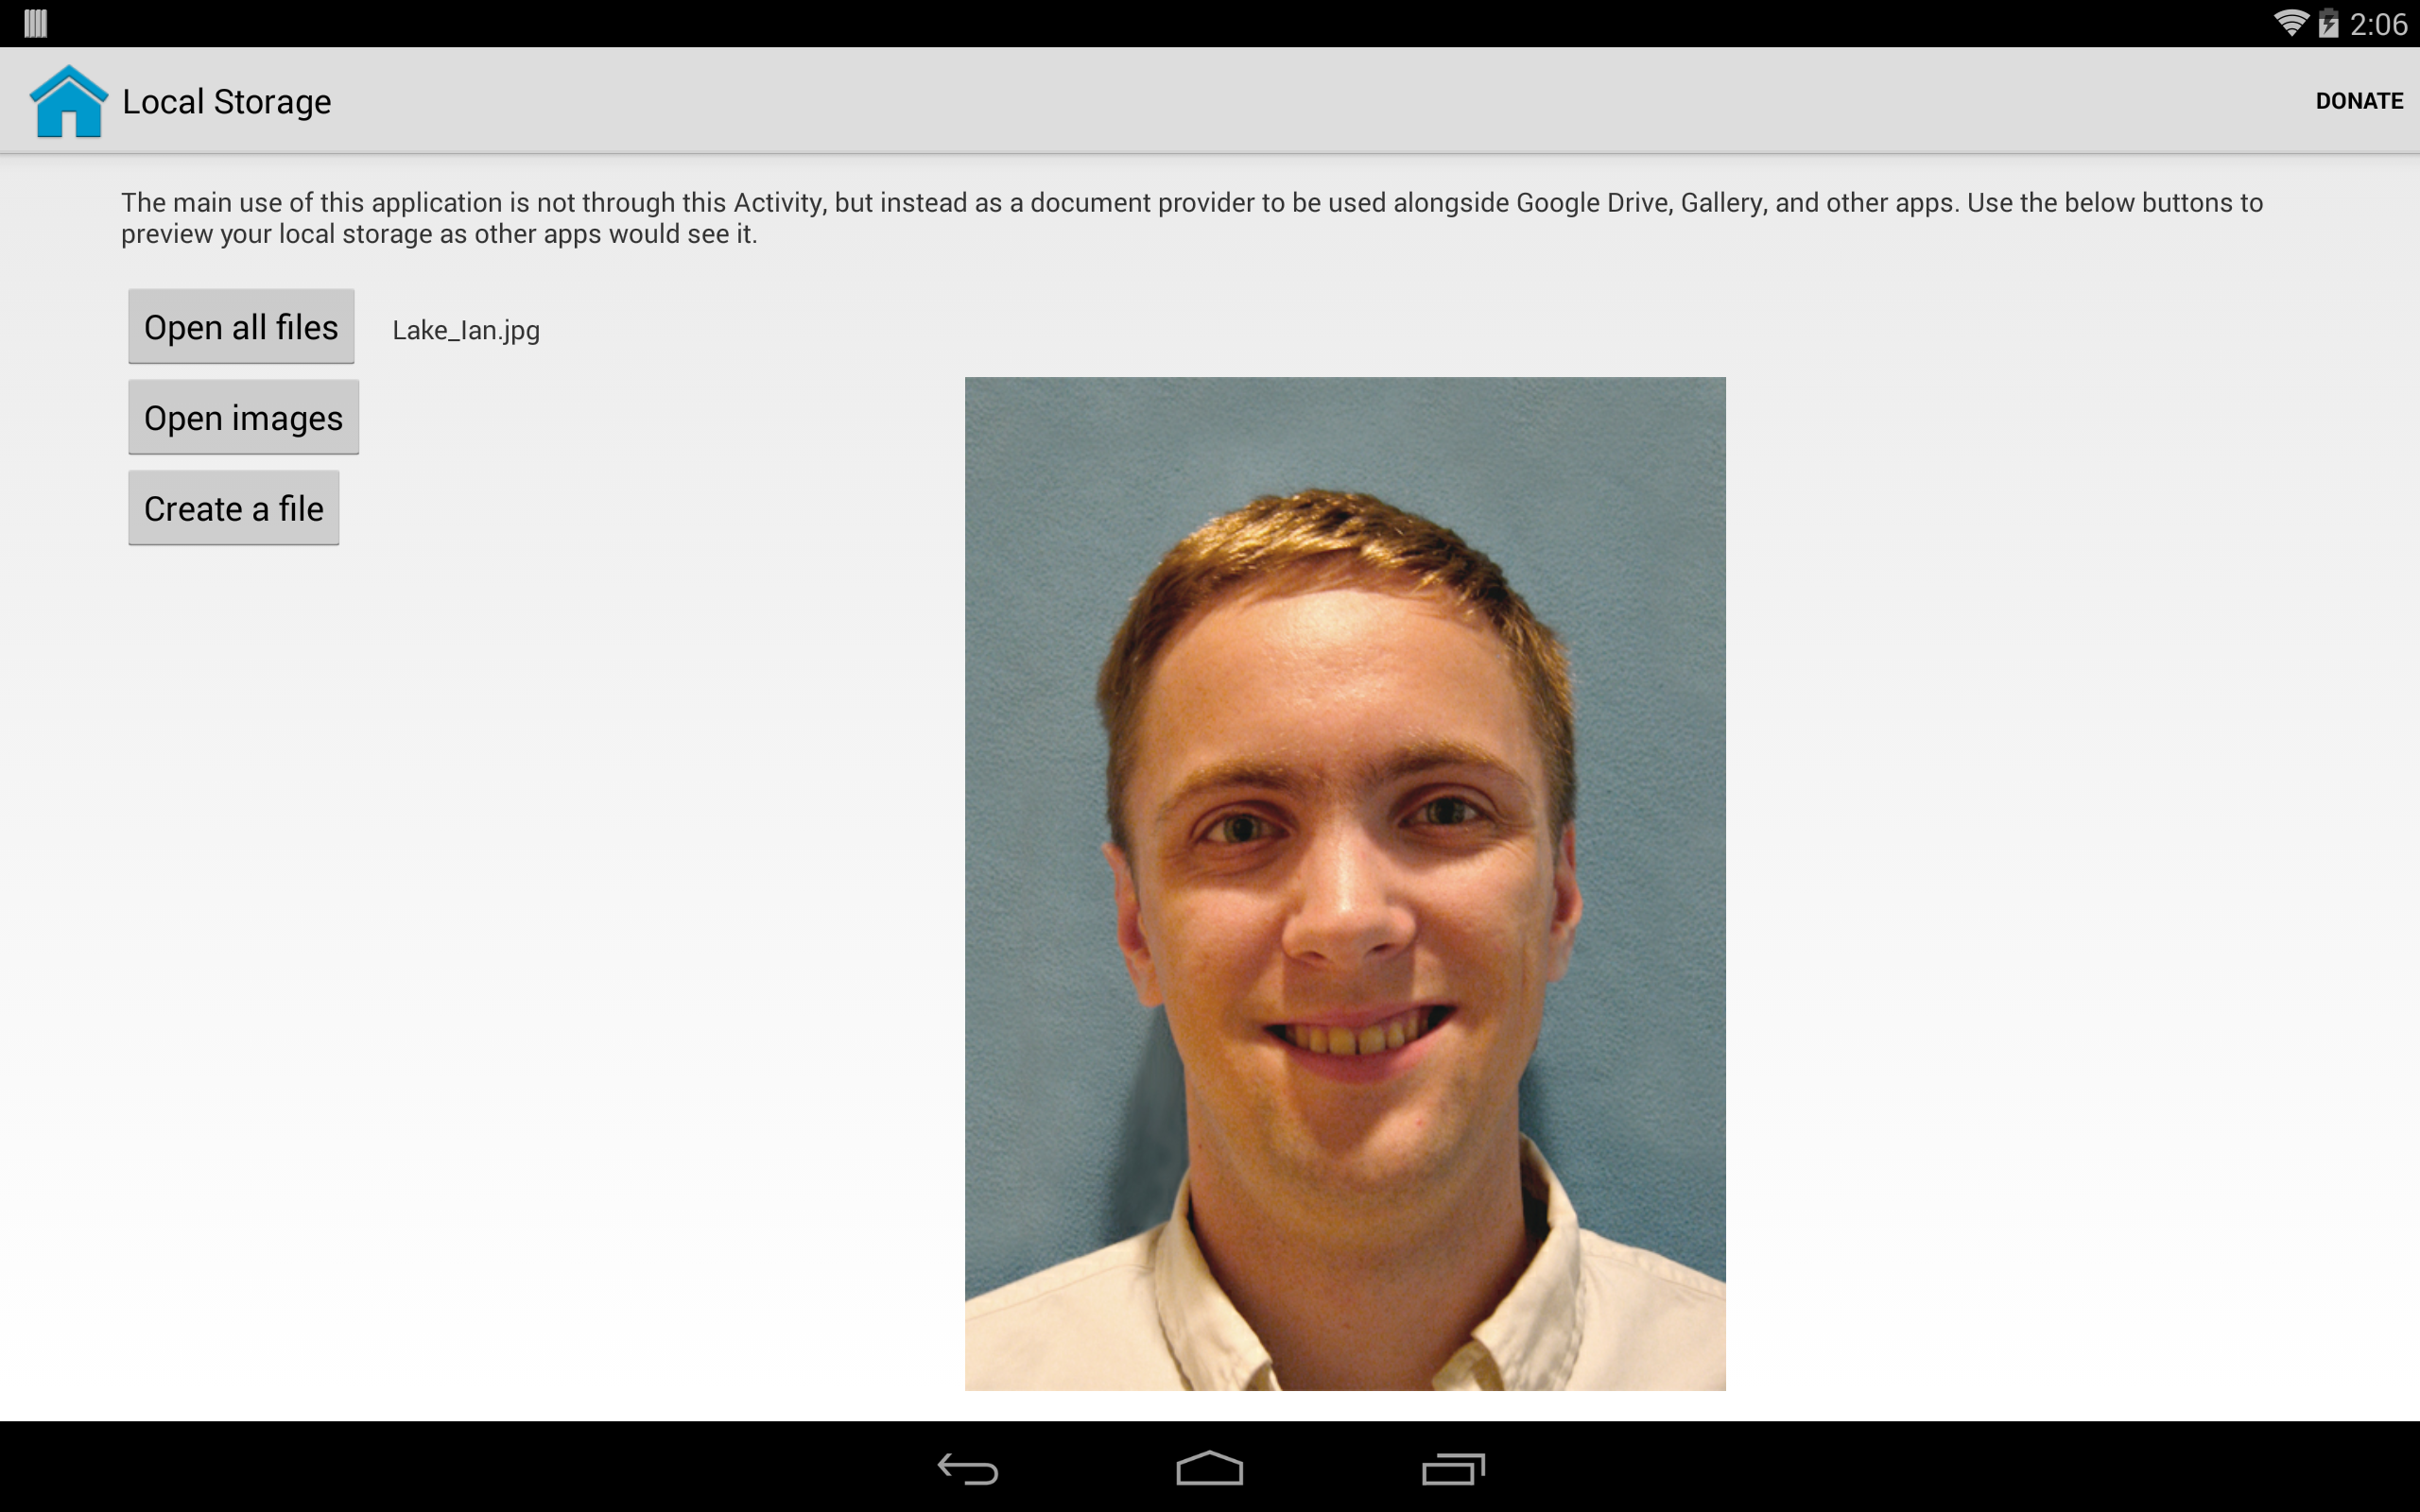 2:06
Local Storage
DONATE
The main use of this application is not through this Activity, but instead as a document provider to be used alongside Google Drive, Gallery, and other apps. Use the below buttons to
preview your local storage as other apps would see it.
Open all files
Lake_Ian.jpg
Open images
Create a file